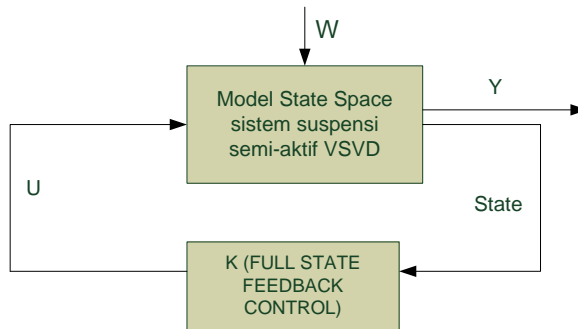 W
Model State Space
sistem suspensi
semi-aktif VSVD
Y
U
State
K (FULL STATE
FEEDBACK
CONTROL)